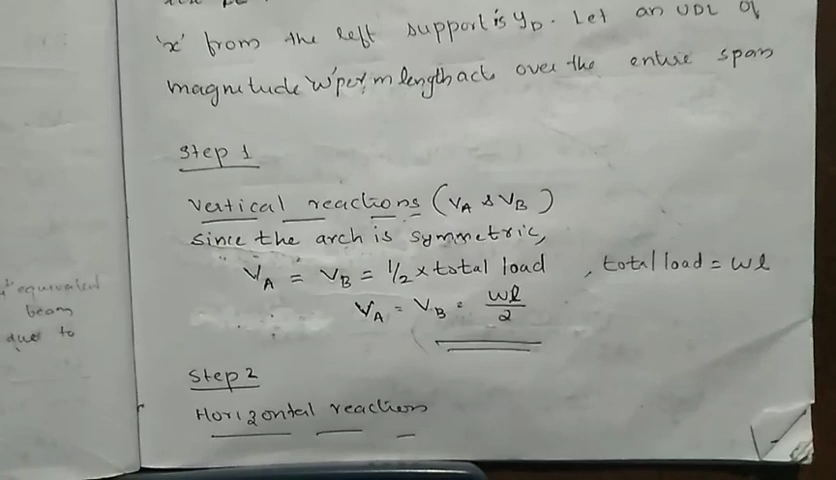 'x' from the left support is yD. Let an UDL of
magnitude 'w' per m length acts over the entire span
Step 1
Vertical reactions (VA & VB)
since the arch is symmetric,
VA = VB = 1/2 × total load , total load = wl
VA = VB = wl/2
Step 2
Horizontal reactions
equivalent
beam
due to